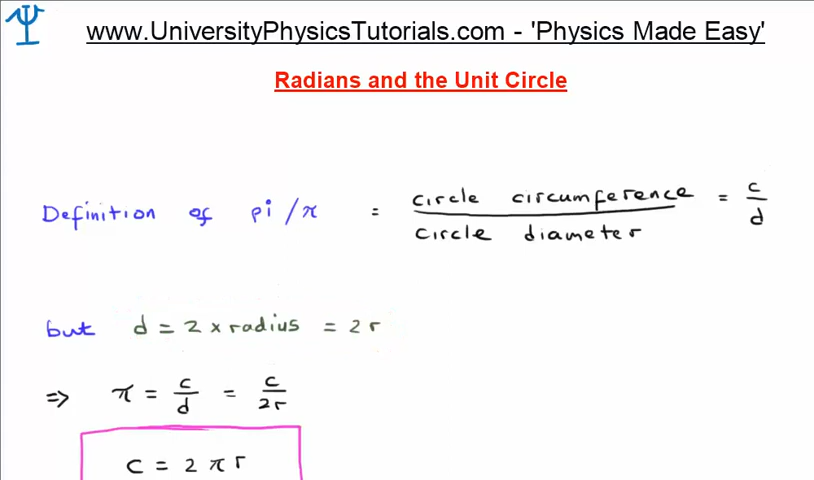 www.UniversityPhysicsTutorials.com - 'Physics Made Easy'
Radians and the Unit Circle
Definition of pi/π = circle circumference / circle diameter = c/d
but d = 2 x radius = 2r
⇒ π = c/d = c/2r
c = 2πr